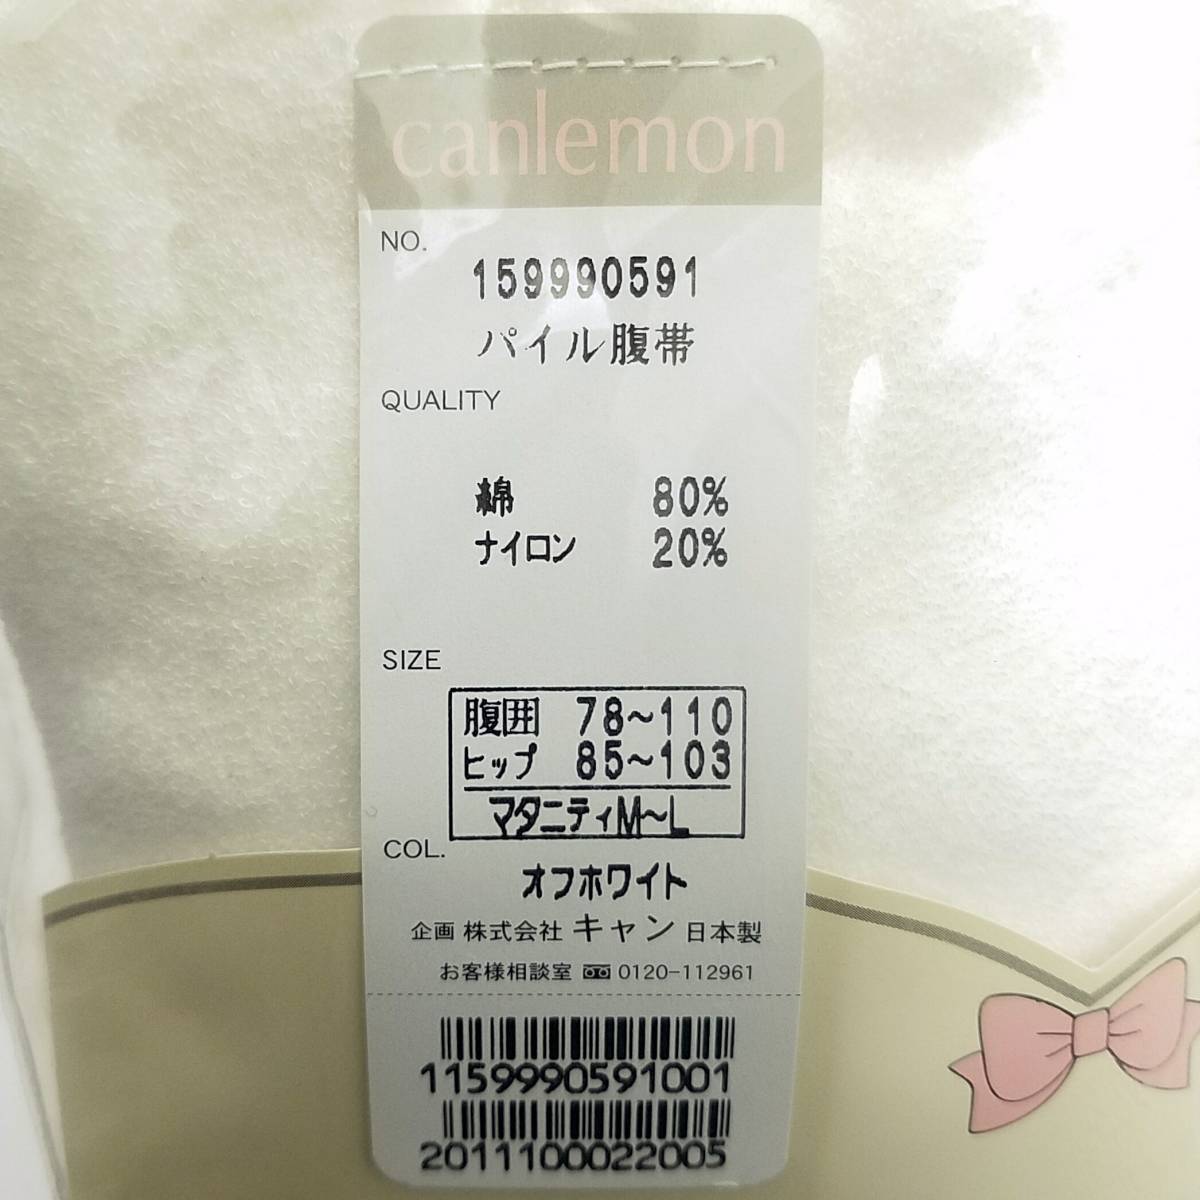 canlemon
NO.
159990591
パイル腹帯
QUALITY
綿 80%
ナイロン 20%
SIZE
腹囲 78～110
ヒップ 85～103
マタニティM～L
COL.
オフホワイト
企画 株式会社 キャン 日本製
お客様相談室 0120-112961
1159990591001
2011100022005